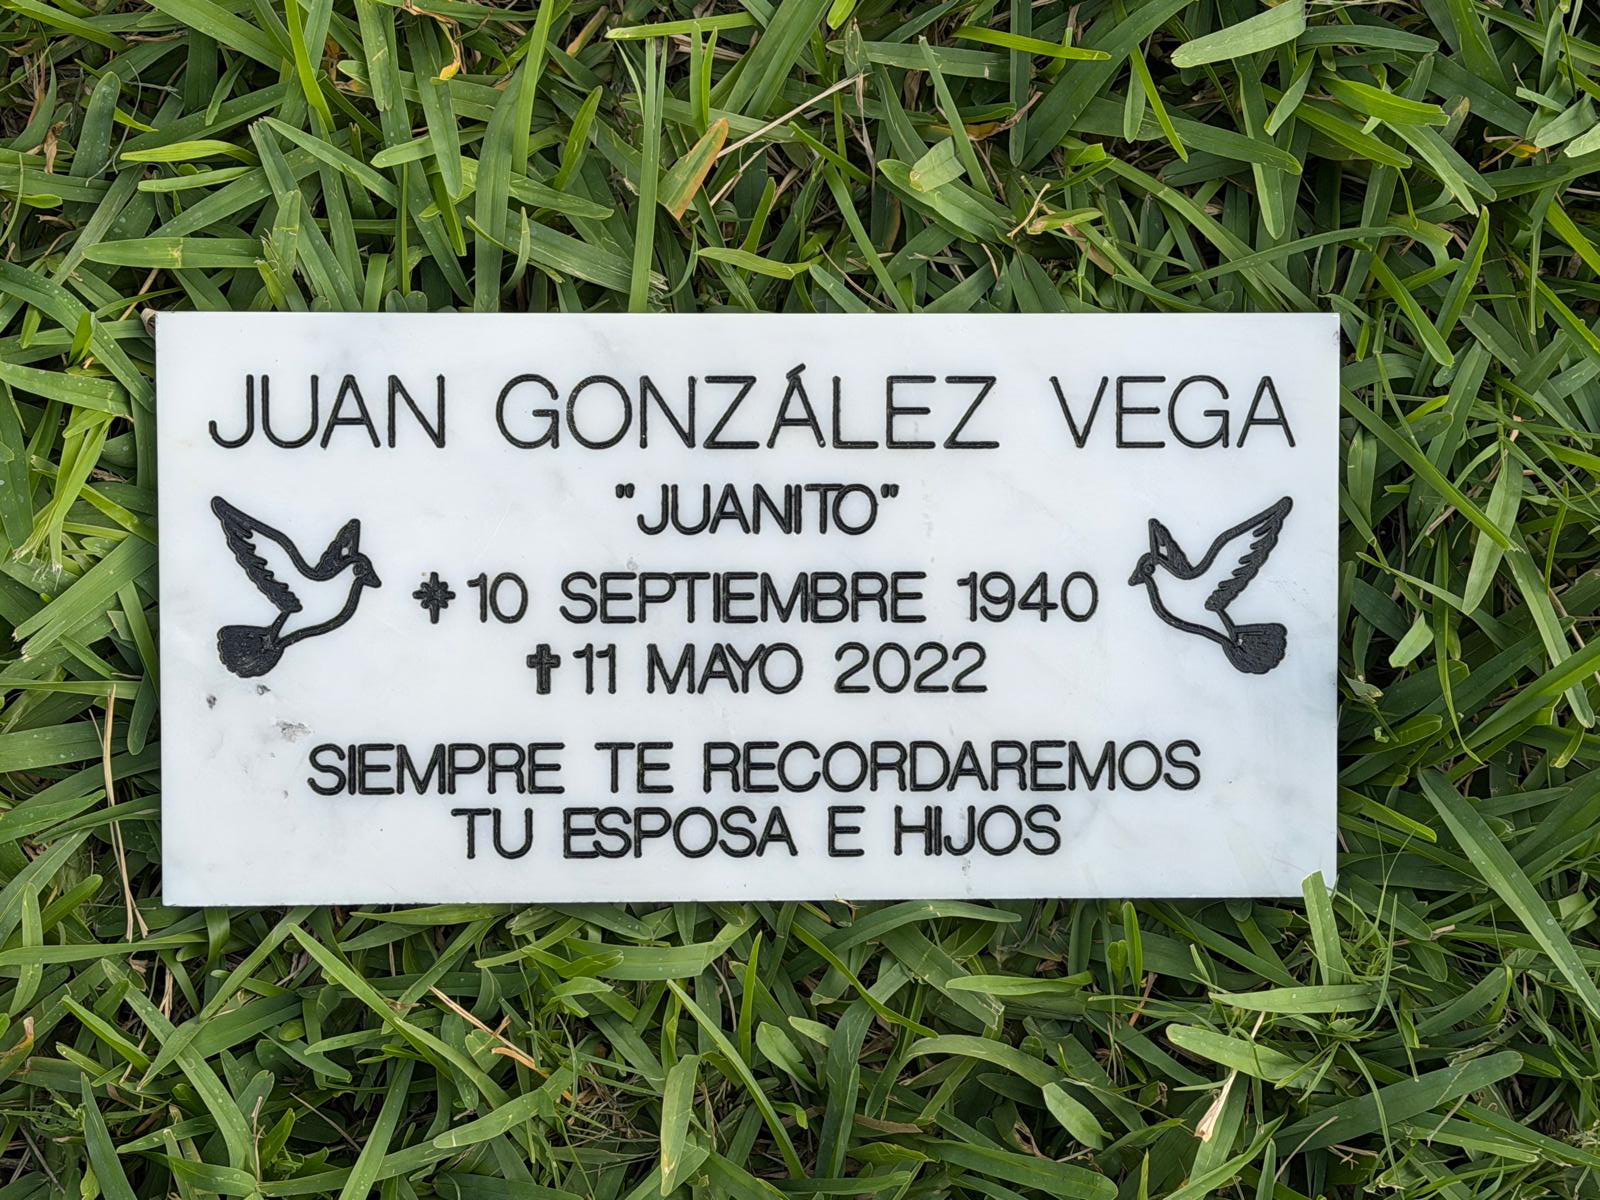 JUAN GONZÁLEZ VEGA
"JUANITO"
10 SEPTIEMBRE 1940
✝ 11 MAYO 2022
SIEMPRE TE RECORDAREMOS
TU ESPOSA E HIJOS